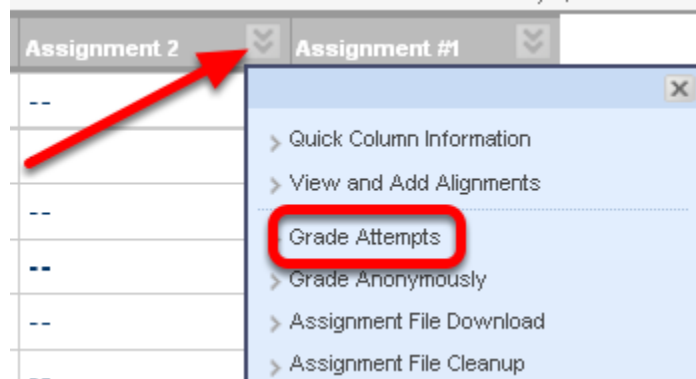 Assignment 2 Assignment #1
--
Quick Column Information
View and Add Alignments
--
Grade Attempts
--
Grade Anonymously
--
Assignment File Download
Assignment File Cleanup
--